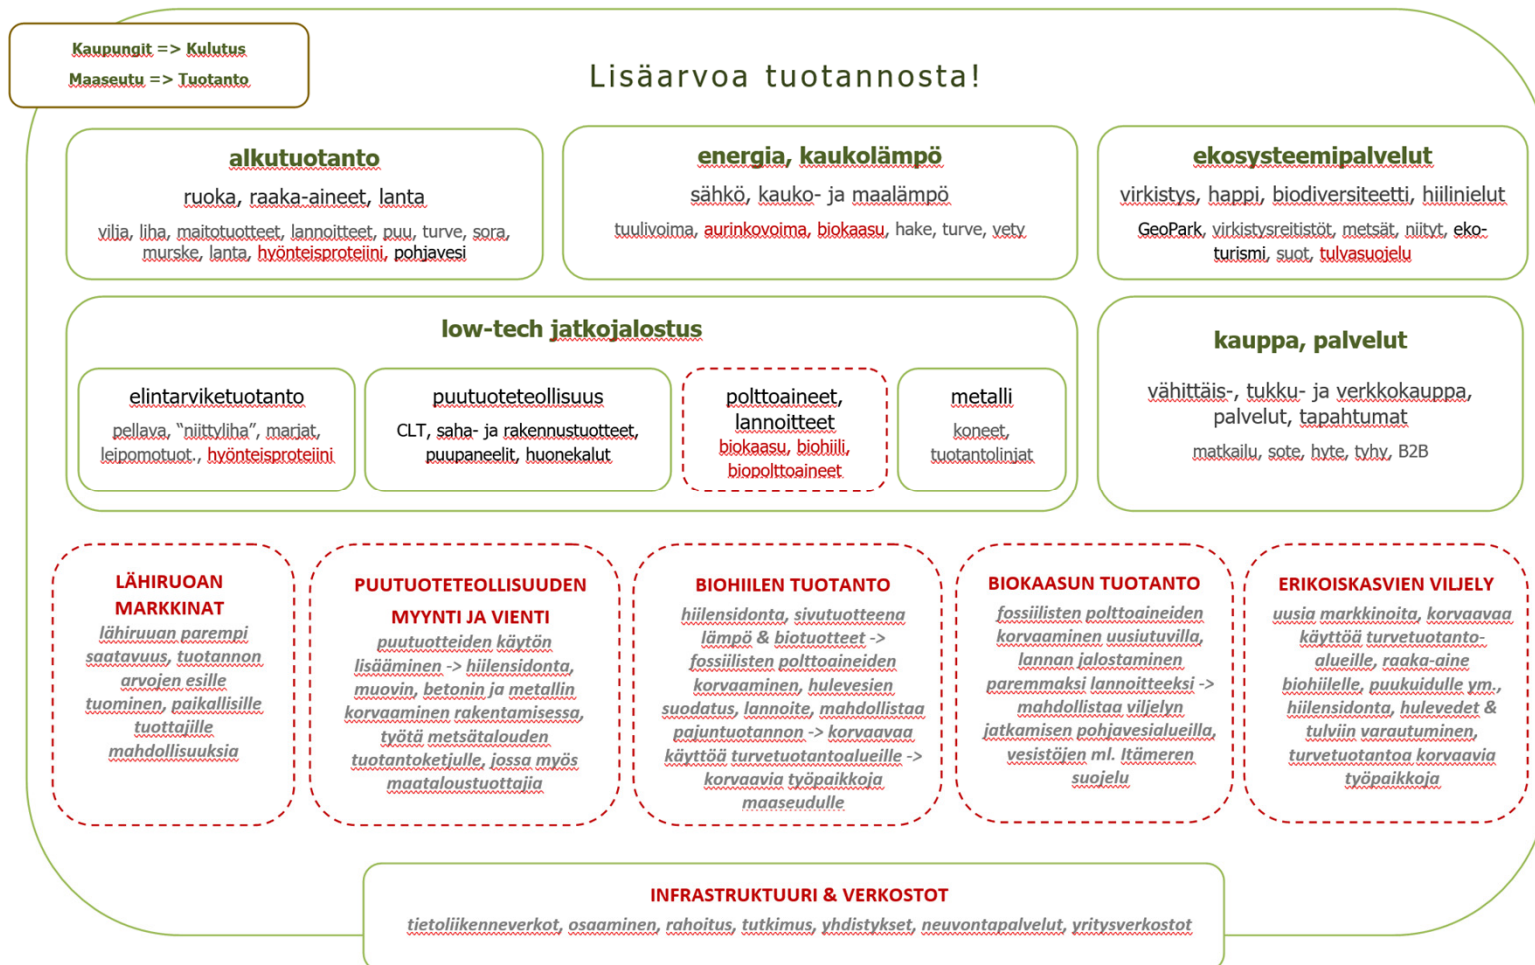 Kaupungit => Kulutus
Maaseutu => Tuotanto
Lisäarvoa tuotannosta!
alkutuotanto
ruoka, raaka-aineet, lanta
vilja, liha, maitotuotteet, lannoitteet, puu, turve, sora,
murske, lanta, hyönteisproteiini, pohjavesi
energia, kaukolämpö
sähkö, kauko- ja maalämpö
tuulivoima, aurinkovoima, biokaasu, hake, turve, vety
ekosysteemipalvelut
virkistys, happi, biodiversiteetti, hiilinielut
GeoPark, virkistysreitistöt, metsät, niityt, eko-
turismi, suot, tulvasuojelu
low-tech jatkojalostus
elintarviketuotanto
pellava, “niittyliha”, marjat,
leipomotuot., hyönteisproteiini
puutuoteteollisuus
CLT, saha- ja rakennustuotteet,
puupaneelit, huonekalut
polttoaineet,
lannoitteet
biokaasu, biohiili,
biopolttoaineet
metalli
koneet,
tuotantolinjat
kauppa, palvelut
vähittäis-, tukku- ja verkkokauppa,
palvelut, tapahtumat
matkailu, sote, hyte, tyhy, B2B
LÄHIRUOAN
MARKKINAT
lähiruuan parempi
saatavuus, tuotannon
arvojen esille
tuominen, paikallisille
tuottajille
mahdollisuuksia
PUUTUOTETEOLLISUUDEN
MYYNTI JA VIENTI
puutuotteiden käytön
lisääminen -> hiilensidonta,
muovin, betonin ja metallin
korvaaminen rakentamisessa,
työtä metsätalouden
tuotantoketjulle, jossa myös
maataloustuottajia
BIOHIILEN TUOTANTO
hiilensidonta, sivutuotteena
lämpö & biotuotteet ->
fossiilisten polttoaineiden
korvaaminen, hulevesien
suodatus, lannoite, mahdollistaa
pajuntuotannon -> korvaavaa
käyttöä turvetuotantoalueille ->
korvaavia työpaikkoja
maaseudulle
BIOKAASUN TUOTANTO
fossiilisten polttoaineiden
korvaaminen uusiutuvilla,
lannan jalostaminen
paremmaksi lannoitteeksi ->
mahdollistaa viljelyn
jatkamisen pohjavesialueilla,
vesistöjen ml. Itämeren
suojelu
ERIKOISKASVIEN VILJELY
uusia markkinoita, korvaavaa
käyttöä turvetuotanto-
alueille, raaka-aine
biohiilelle, puukuidulle ym.,
hiilensidonta, hulevedet &
tulviin varautuminen,
turvetuotantoa korvaavia
työpaikkoja
INFRASTRUKTUURI & VERKOSTOT
tietoliikenneverkot, osaaminen, rahoitus, tutkimus, yhdistykset, neuvontapalvelut, yritysverkostot